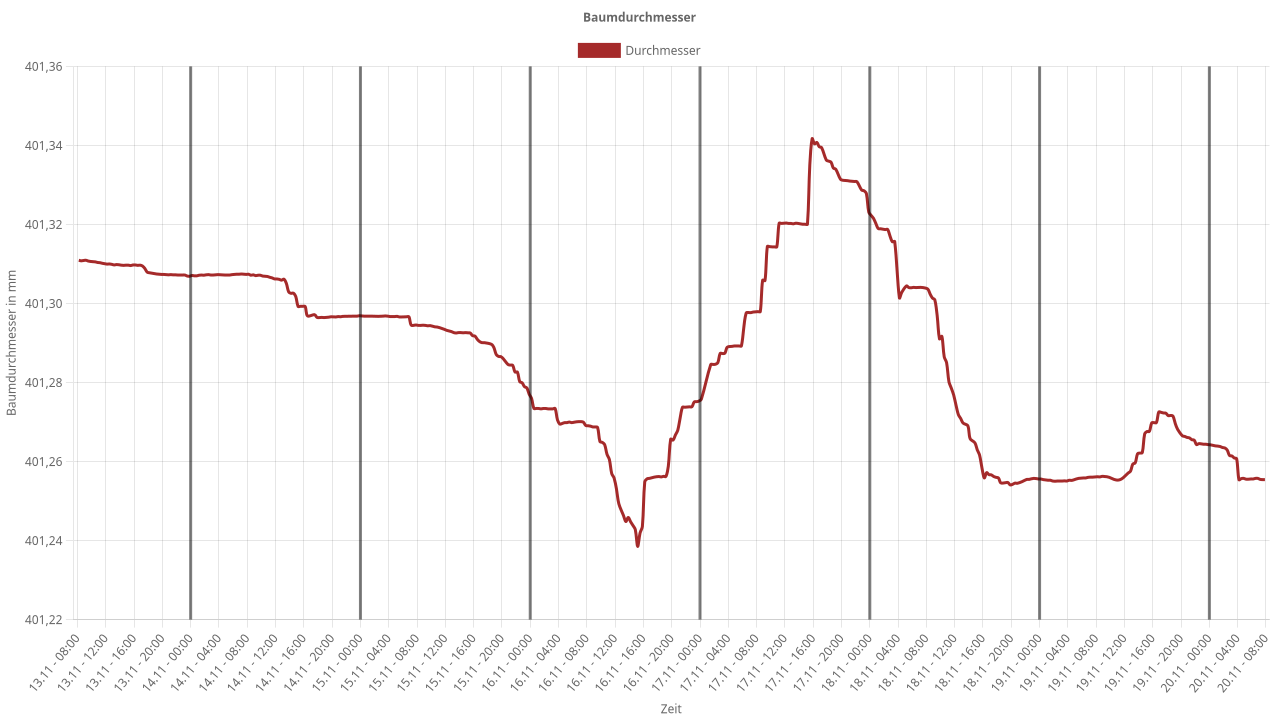 Baumdurchmesser
Durchmesser
401,36
401,34
401,32
401,30
401,28
401,26
401,24
401,22
Baumdurchmesser in mm
13.11 - 08:00
13.11 - 12:00
13.11 - 16:00
13.11 - 20:00
14.11 - 00:00
14.11 - 04:00
14.11 - 08:00
14.11 - 12:00
14.11 - 16:00
14.11 - 20:00
15.11 - 00:00
15.11 - 04:00
15.11 - 08:00
15.11 - 12:00
15.11 - 16:00
15.11 - 20:00
16.11 - 00:00
16.11 - 04:00
16.11 - 08:00
16.11 - 12:00
16.11 - 16:00
16.11 - 20:00
17.11 - 00:00
17.11 - 04:00
17.11 - 08:00
17.11 - 12:00
17.11 - 16:00
17.11 - 20:00
18.11 - 00:00
18.11 - 04:00
18.11 - 08:00
18.11 - 12:00
18.11 - 16:00
18.11 - 20:00
19.11 - 00:00
19.11 - 04:00
19.11 - 08:00
19.11 - 12:00
19.11 - 16:00
19.11 - 20:00
20.11 - 00:00
20.11 - 04:00
20.11 - 08:00
Zeit